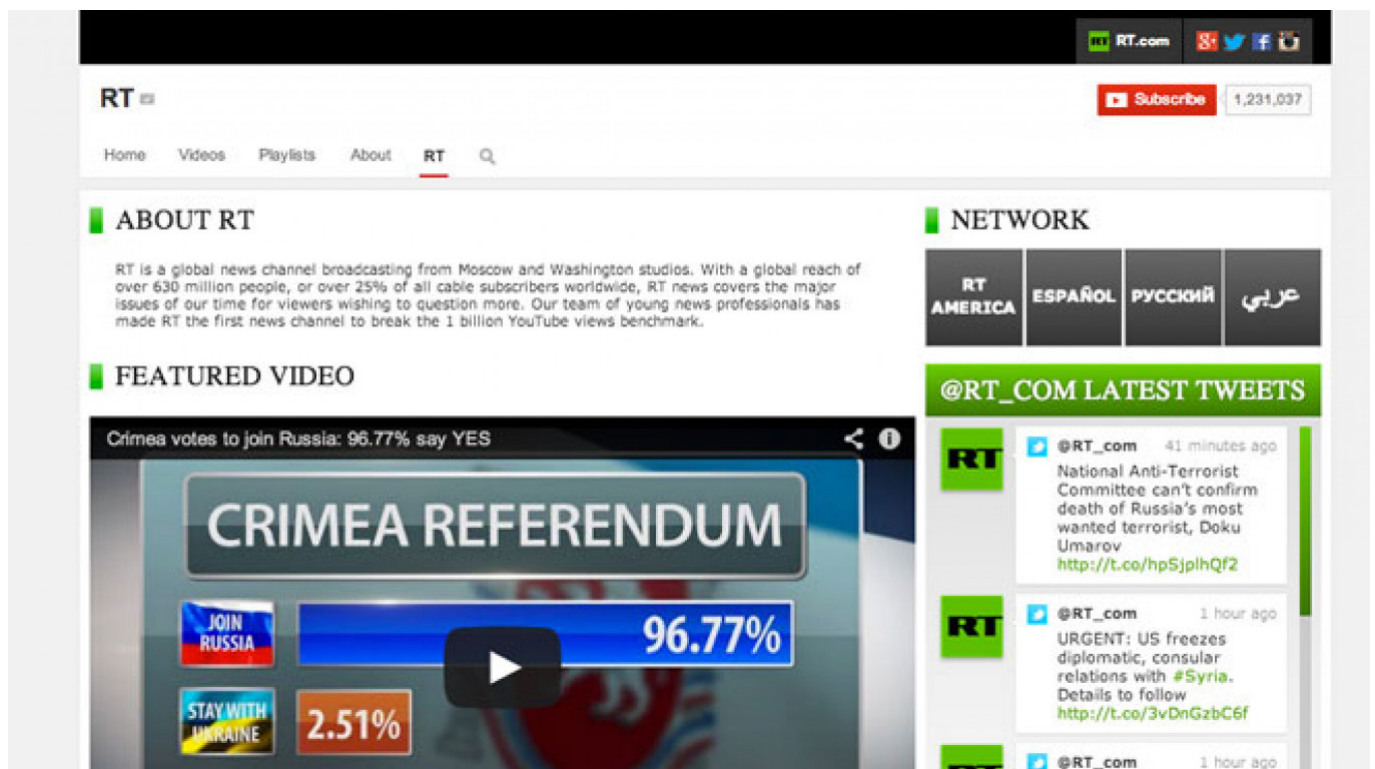 RT RT.com
RT
Subscribe 1,231,037
Home Videos Playlists About RT
ABOUT RT
RT is a global news channel broadcasting from Moscow and Washington studios. With a global reach of
over 630 million people, or over 25% of all cable subscribers worldwide, RT news covers the major
issues of our time for viewers wishing to question more. Our team of young news professionals has
made RT the first news channel to break the 1 billion YouTube views benchmark.
FEATURED VIDEO
Crimea votes to join Russia: 96.77% say YES
CRIMEA REFERENDUM
JOIN
RUSSIA
96.77%
STAY WITH
UKRAINE
2.51%
NETWORK
RT
AMERICA
ESPAÑOL
РУССКИЙ
عربي
@RT_COM LATEST TWEETS
RT
@RT_com 41 minutes ago
National Anti-Terrorist
Committee can't confirm
death of Russia's most
wanted terrorist, Doku
Umarov
http://t.co/hpSjplhQf2
RT
@RT_com 1 hour ago
URGENT: US freezes
diplomatic, consular
relations with #Syria.
Details to follow
http://t.co/3vDnGzbC6f
RT
@RT_com 1 hour ago